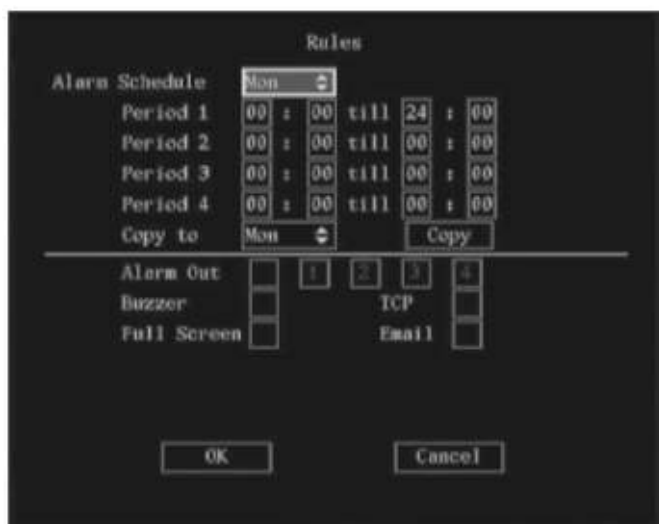 Rules
Alarm Schedule Mon
Period 1 00 : 00 till 24 : 00
Period 2 00 : 00 till 00 : 00
Period 3 00 : 00 till 00 : 00
Period 4 00 : 00 till 00 : 00
Copy to Mon Copy
Alarm Out 1 2 3 4
Buzzer TCP
Full Screen Email
OK Cancel